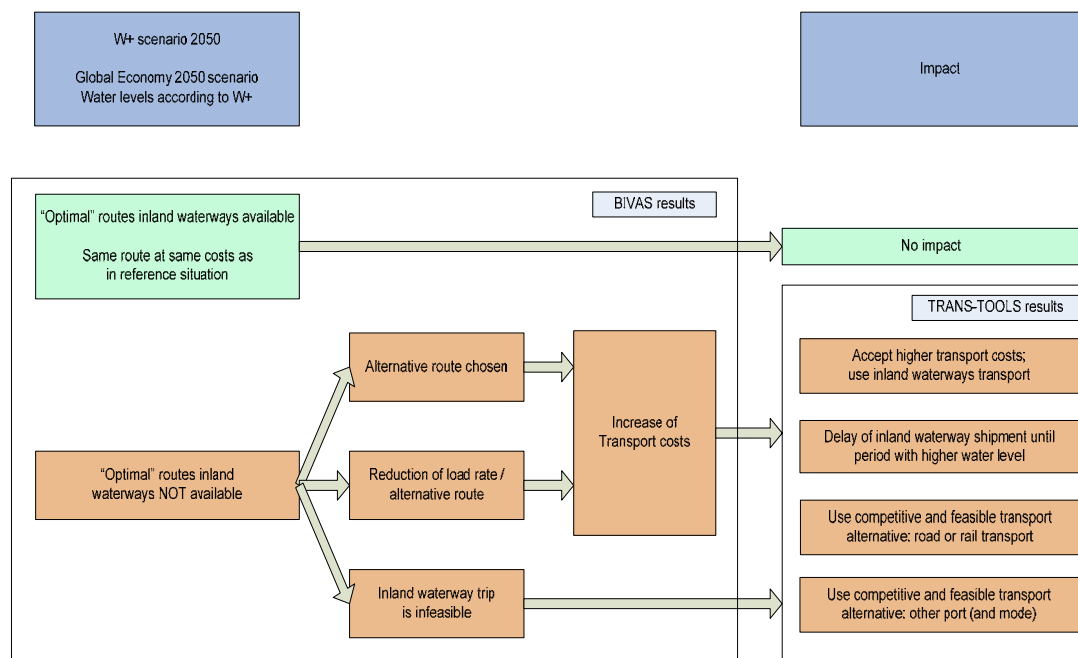 W+ scenario 2050
Global Economy 2050 scenario
Water levels according to W+
Impact
BIVAS results
“Optimal” routes inland waterways available
Same route at same costs as
in reference situation
No impact
TRANS-TOOLS results
Alternative route chosen
Accept higher transport costs;
use inland waterways transport
Increase of
Transport costs
Delay of inland waterway shipment until
period with higher water level
“Optimal” routes inland
waterways NOT available
Reduction of load rate /
alternative route
Use competitive and feasible transport
alternative: road or rail transport
Inland waterway trip
is infeasible
Use competitive and feasible transport
alternative: other port (and mode)